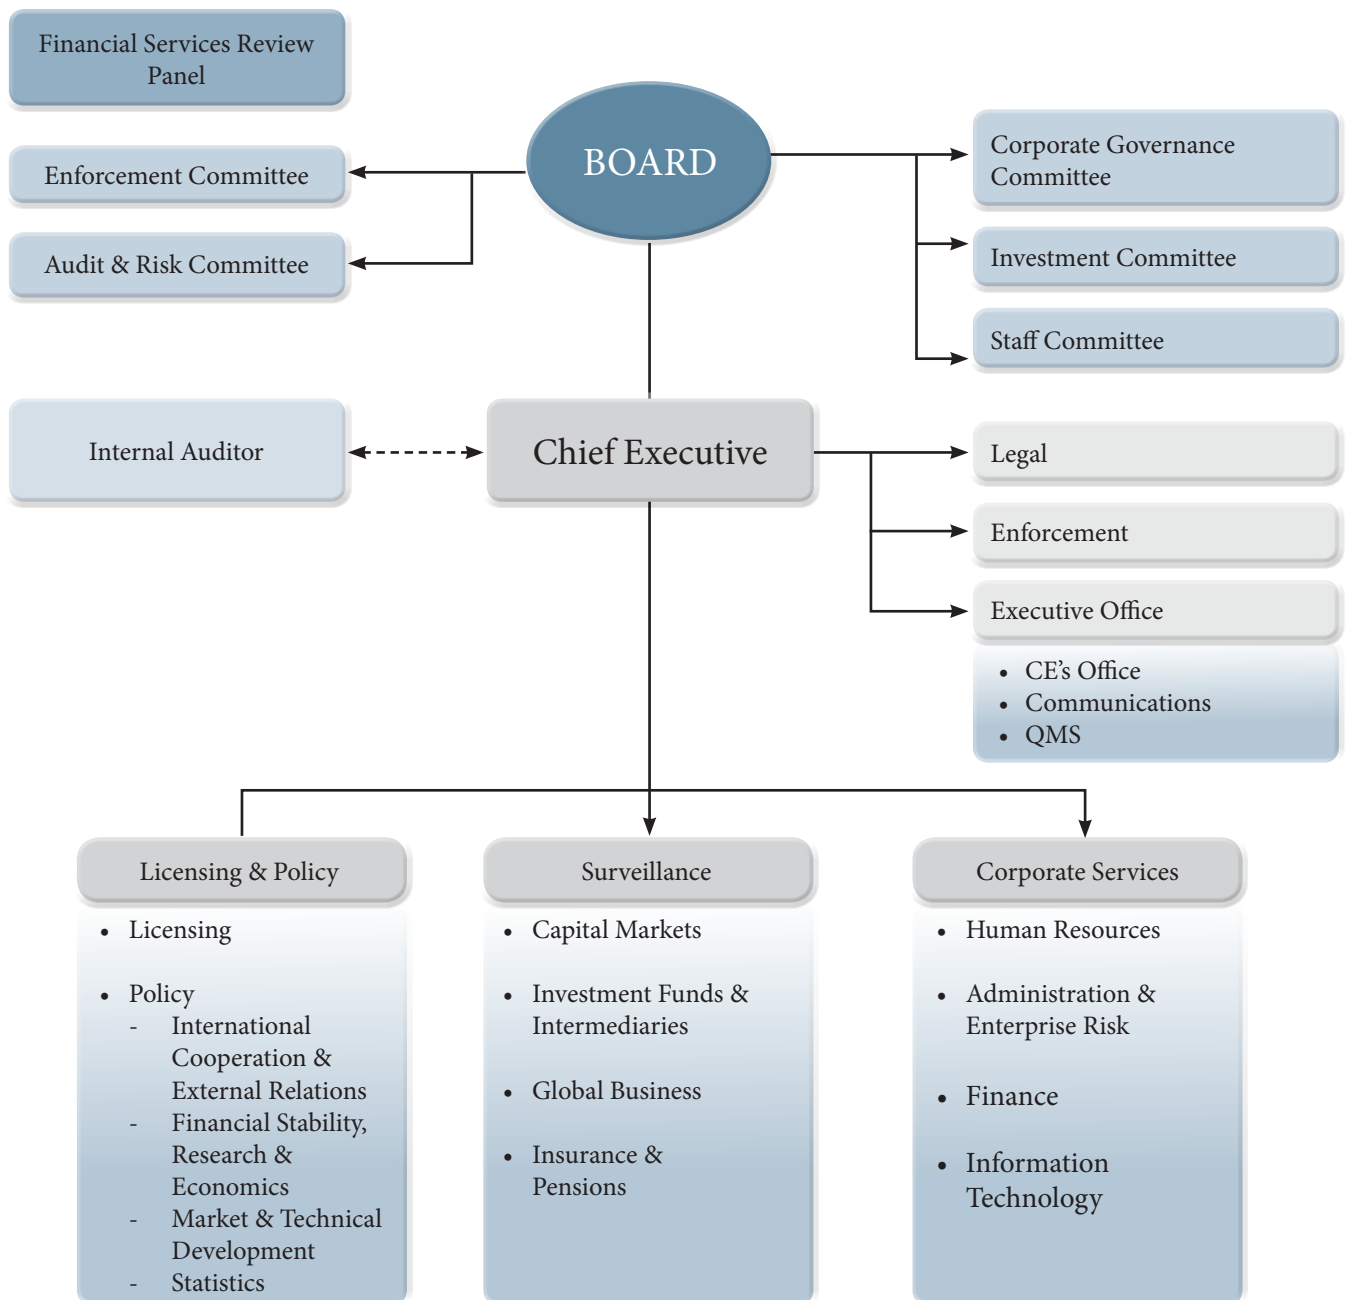 Financial Services Review
Panel
BOARD
Enforcement Committee
Audit & Risk Committee
Corporate Governance
Committee
Investment Committee
Staff Committee
Internal Auditor
Chief Executive
Legal
Enforcement
Executive Office
• CE’s Office
• Communications
• QMS
Licensing & Policy
• Licensing
• Policy
- International
Cooperation &
External Relations
- Financial Stability,
Research &
Economics
- Market & Technical
Development
- Statistics
Surveillance
• Capital Markets
• Investment Funds &
Intermediaries
• Global Business
• Insurance &
Pensions
Corporate Services
• Human Resources
• Administration &
Enterprise Risk
• Finance
• Information
Technology